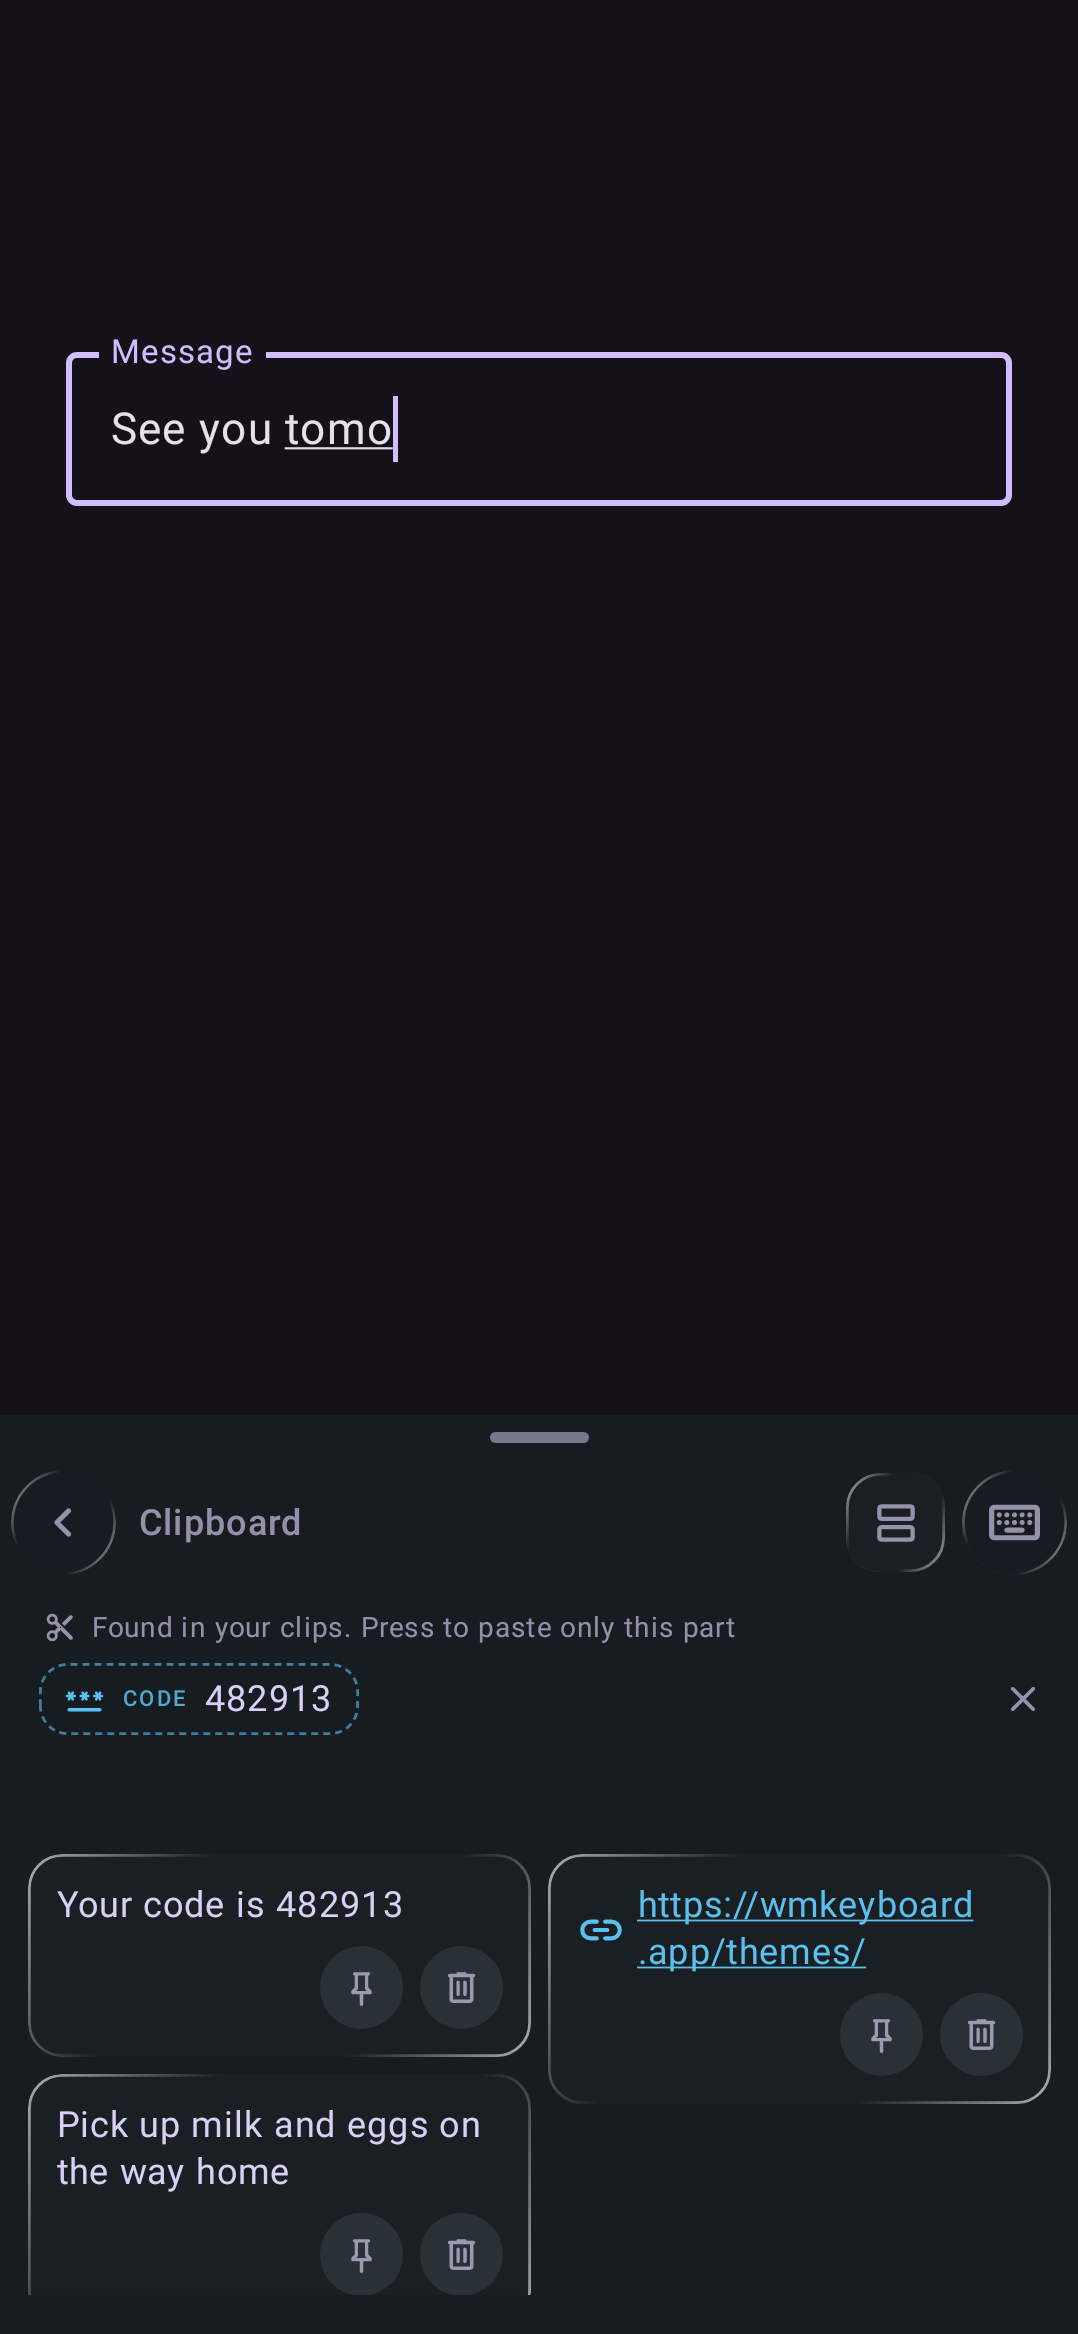 Message
See you tomo
Clipboard
Found in your clips. Press to paste only this part
*** CODE 482913
Your code is 482913
https://wmkeyboard
.app/themes/
Pick up milk and eggs on
the way home